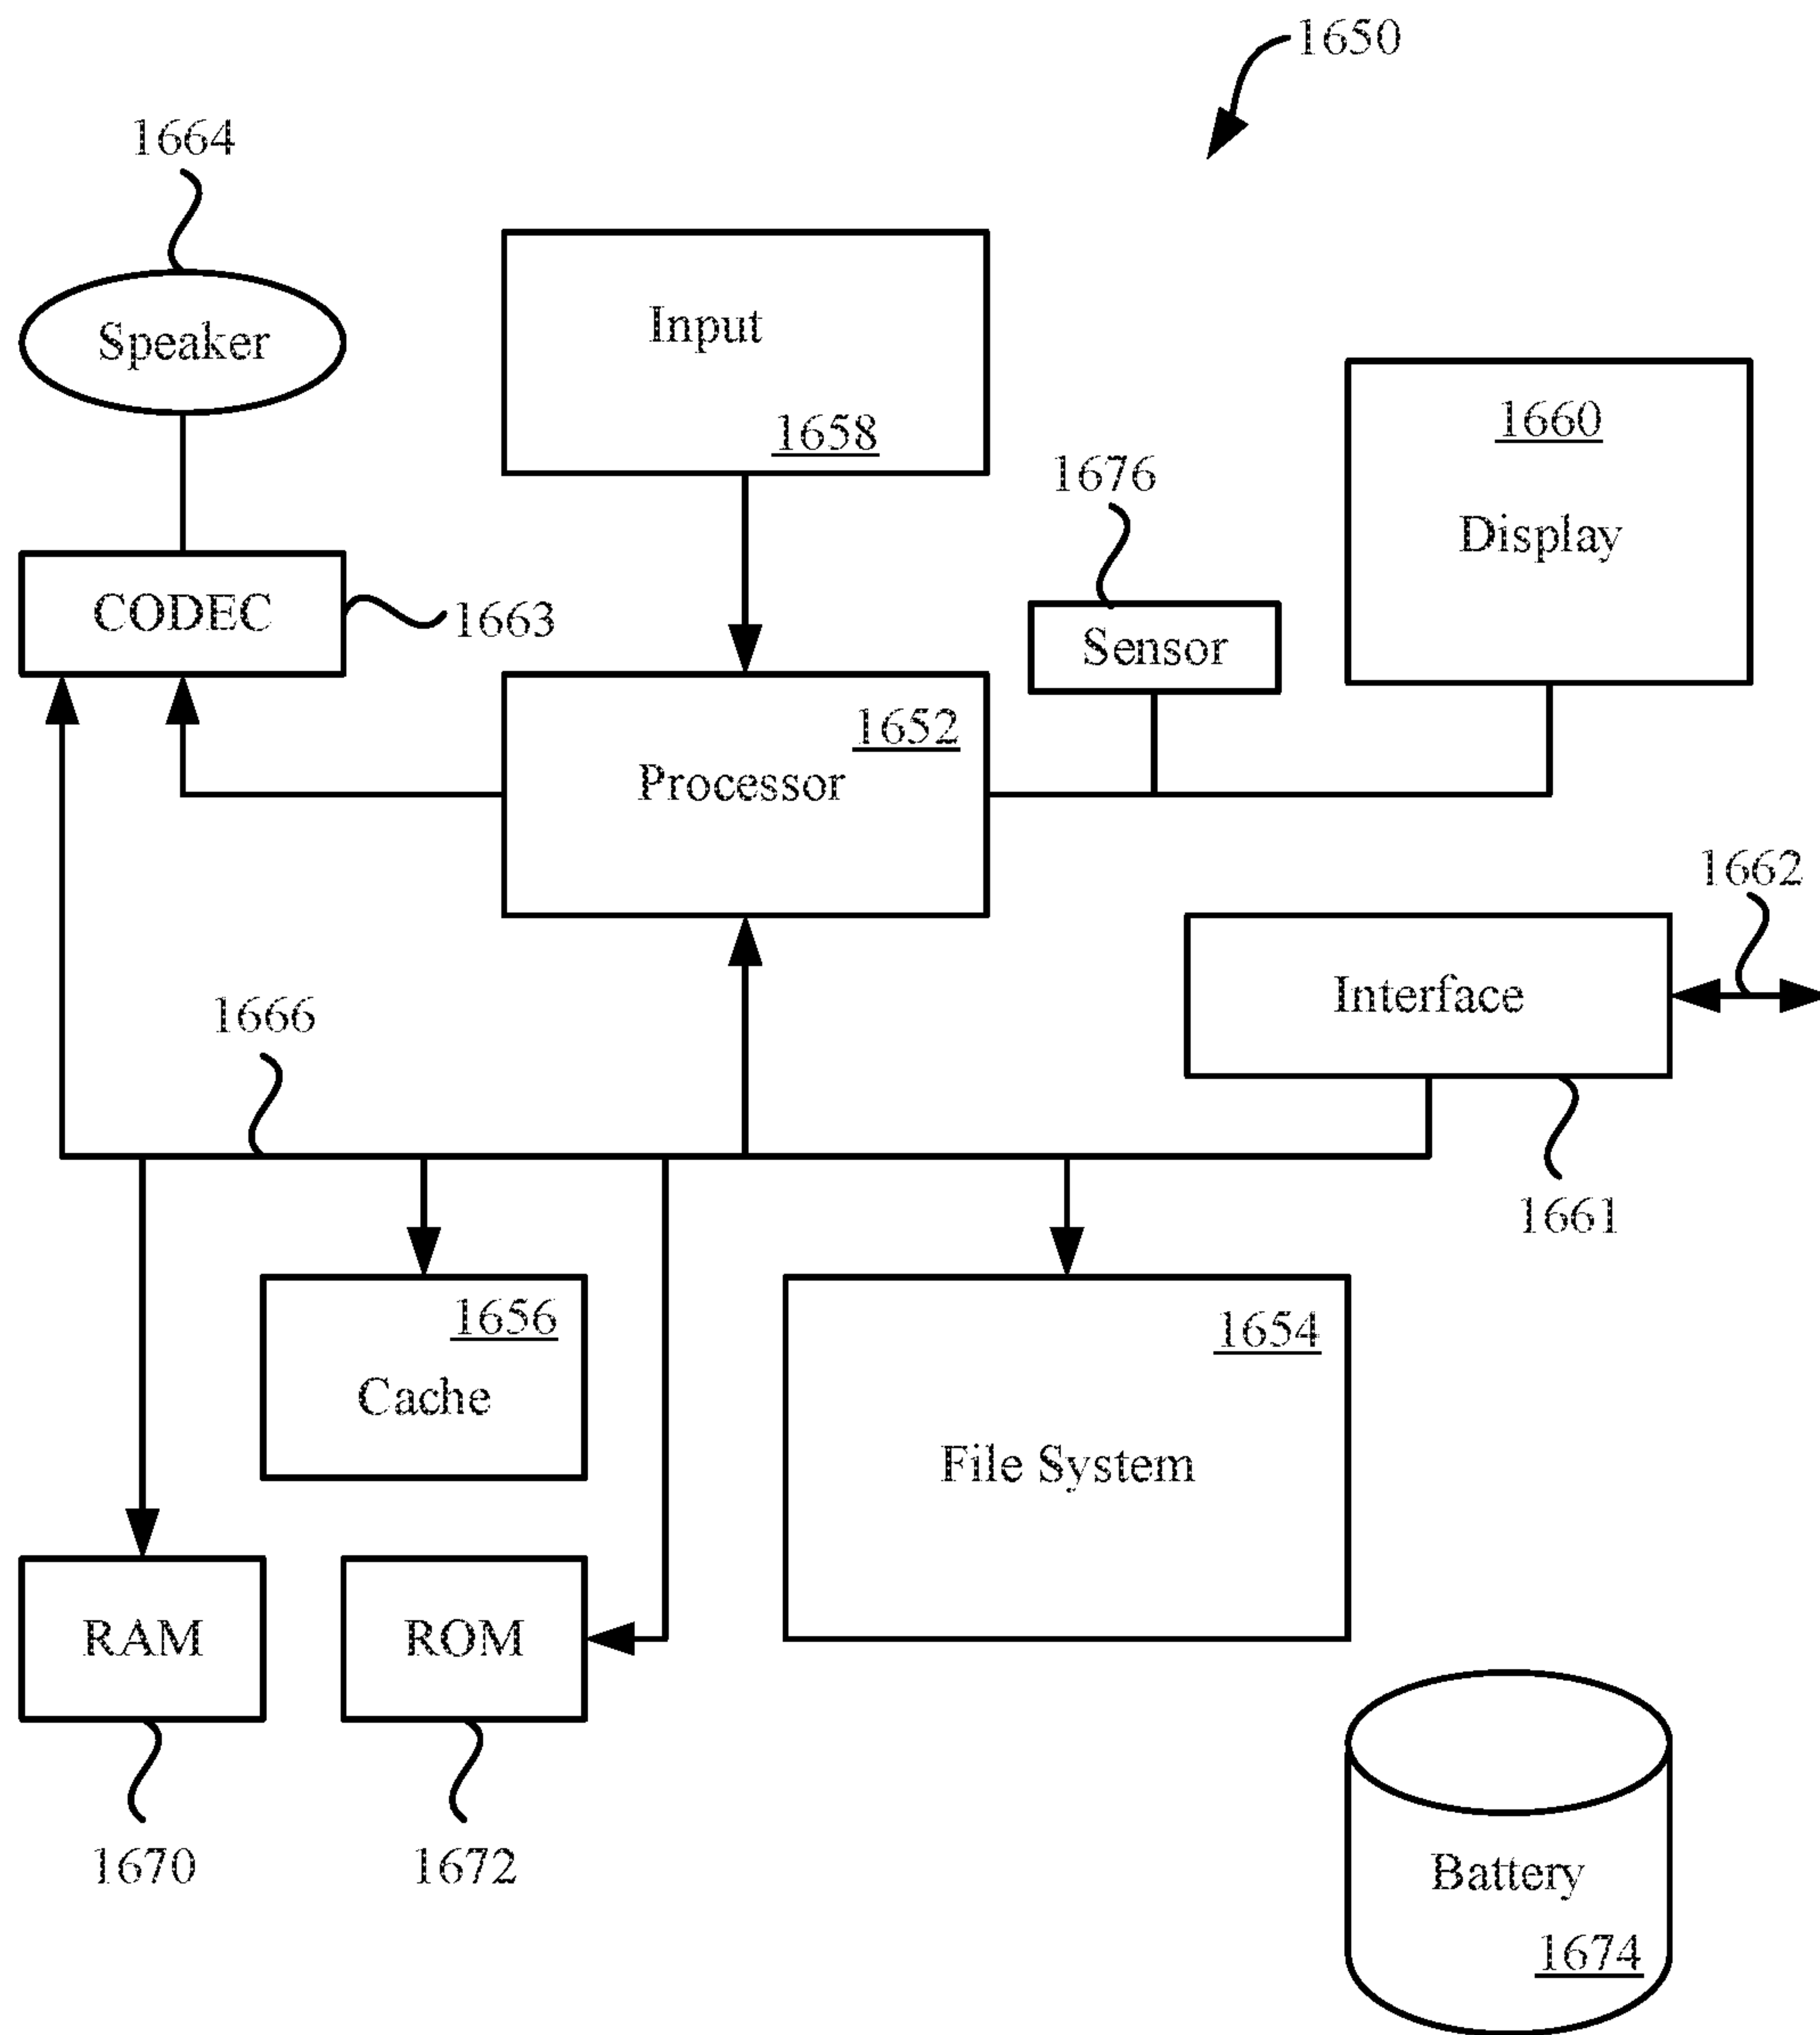 1650
1664
Speaker
Input
1658
1660
Display
1676
Sensor
CODEC
1663
1652
Processor
1662
Interface
1666
1661
1656
Cache
1654
File System
RAM
ROM
1670
1672
Battery
1674